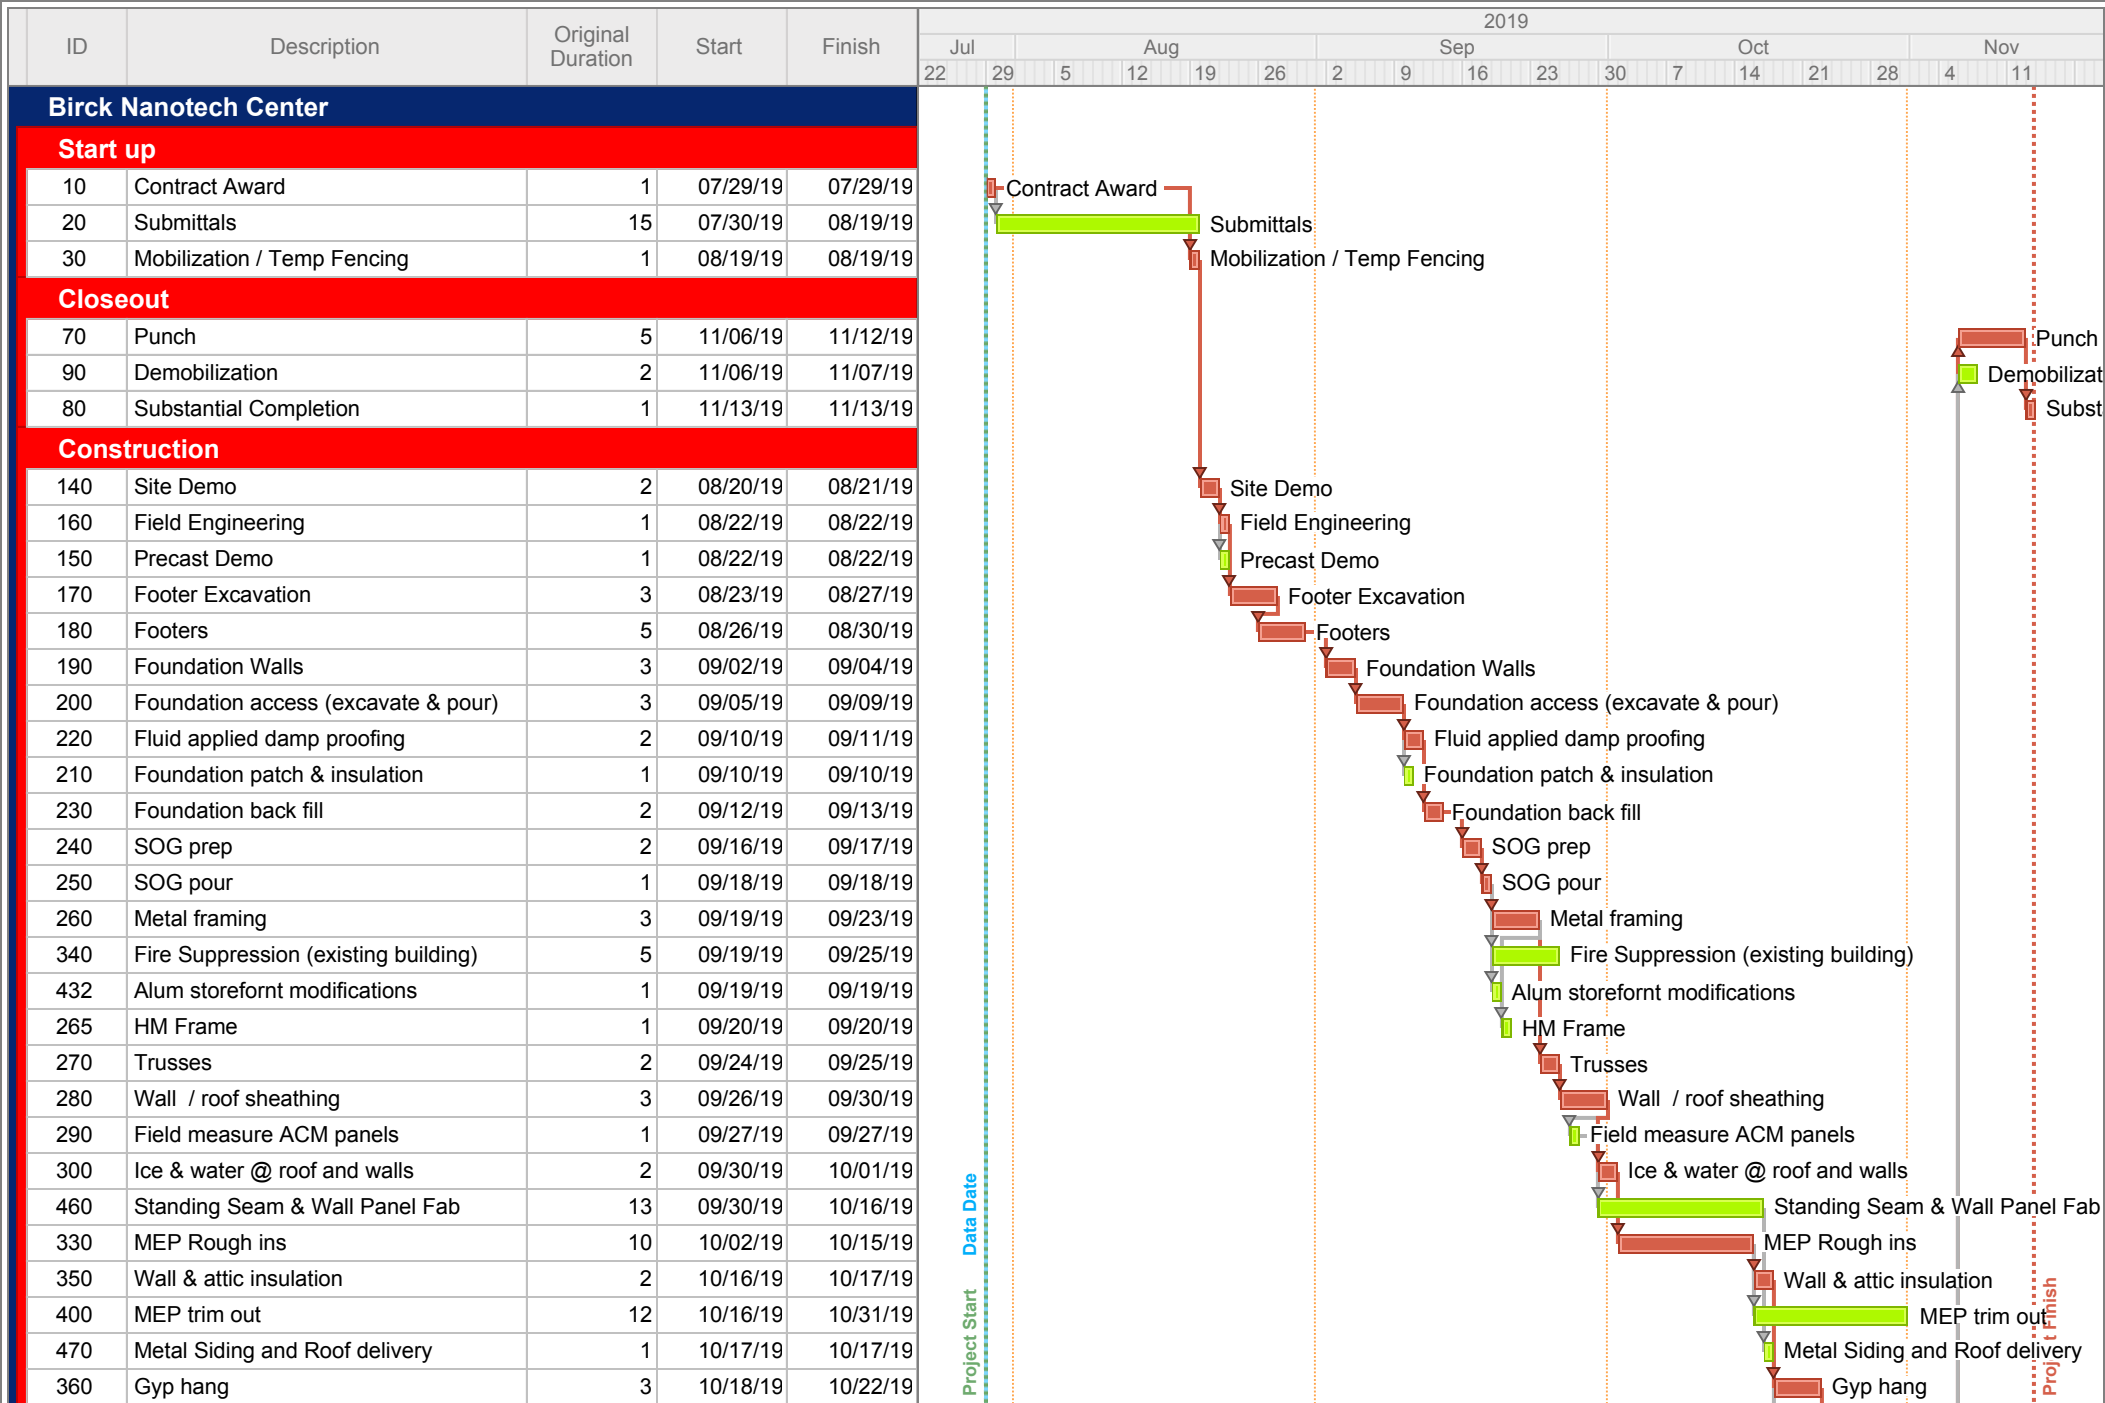 2019
ID Description Original Duration Start Finish Jul Aug Sep Oct Nov
22 29 5 12 19 26 2 9 16 23 30 7 14 21 28 4 11
Birck Nanotech Center
Start up
10 Contract Award 1 07/29/19 07/29/19 Contract Award
20 Submittals 15 07/30/19 08/19/19 Submittals
30 Mobilization / Temp Fencing 1 08/19/19 08/19/19 Mobilization / Temp Fencing
Closeout
70 Punch 5 11/06/19 11/12/19 Punch
90 Demobilization 2 11/06/19 11/07/19 Demobilizat
80 Substantial Completion 1 11/13/19 11/13/19 Subst
Construction
140 Site Demo 2 08/20/19 08/21/19 Site Demo
160 Field Engineering 1 08/22/19 08/22/19 Field Engineering
150 Precast Demo 1 08/22/19 08/22/19 Precast Demo
170 Footer Excavation 3 08/23/19 08/27/19 Footer Excavation
180 Footers 5 08/26/19 08/30/19 Footers
190 Foundation Walls 3 09/02/19 09/04/19 Foundation Walls
200 Foundation access (excavate & pour) 3 09/05/19 09/09/19 Foundation access (excavate & pour)
220 Fluid applied damp proofing 2 09/10/19 09/11/19 Fluid applied damp proofing
210 Foundation patch & insulation 1 09/10/19 09/10/19 Foundation patch & insulation
230 Foundation back fill 2 09/12/19 09/13/19 Foundation back fill
240 SOG prep 2 09/16/19 09/17/19 SOG prep
250 SOG pour 1 09/18/19 09/18/19 SOG pour
260 Metal framing 3 09/19/19 09/23/19 Metal framing
340 Fire Suppression (existing building) 5 09/19/19 09/25/19 Fire Suppression (existing building)
432 Alum storefornt modifications 1 09/19/19 09/19/19 Alum storefornt modifications
265 HM Frame 1 09/20/19 09/20/19 HM Frame
270 Trusses 2 09/24/19 09/25/19 Trusses
280 Wall / roof sheathing 3 09/26/19 09/30/19 Wall / roof sheathing
290 Field measure ACM panels 1 09/27/19 09/27/19 Field measure ACM panels
300 Ice & water @ roof and walls 2 09/30/19 10/01/19 Ice & water @ roof and walls
460 Standing Seam & Wall Panel Fab 13 09/30/19 10/16/19 Standing Seam & Wall Panel Fab
330 MEP Rough ins 10 10/02/19 10/15/19 MEP Rough ins
350 Wall & attic insulation 2 10/16/19 10/17/19 Wall & attic insulation
400 MEP trim out 12 10/16/19 10/31/19 MEP trim out
470 Metal Siding and Roof delivery 1 10/17/19 10/17/19 Metal Siding and Roof delivery
360 Gyp hang 3 10/18/19 10/22/19 Gyp hang
Project Start Data Date
Project Finish